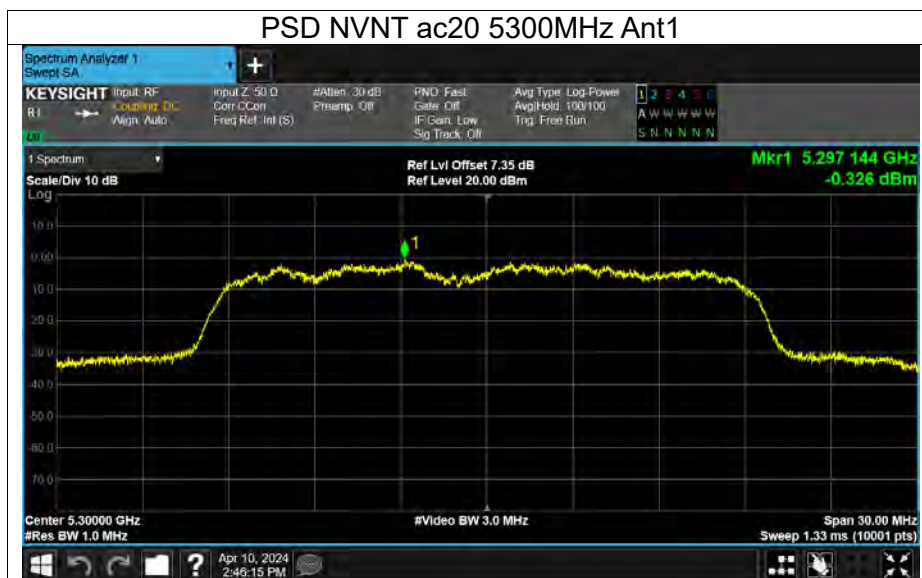 PSD NVNT ac20 5300MHz Ant1
Spectrum Analyzer 1
Swept SA
+
KEYSIGHT Input: RF
Coupling: DC
Align: Auto
Input Z: 50 Ω
Corr CCorr
Freq Ref: Int (S)
#Atten: 30 dB
Preamp: Off
PNO: Fast
Gate: Off
IF Gain: Low
Sig Track: Off
Avg Type: Log-Power
Avg|Hold: 100/100
Trig: Free Run
1 2 3 4 5 6
A W W W W W
S N N N N N
1 Spectrum
Scale/Div 10 dB
Ref Lvl Offset 7.35 dB
Ref Level 20.00 dBm
Mkr1 5.297 144 GHz
-0.326 dBm
Log
10.0
0.00
-10.0
-20.0
-30.0
-40.0
-50.0
-60.0
-70.0
1
Center 5.30000 GHz
#Res BW 1.0 MHz
#Video BW 3.0 MHz
Span 30.00 MHz
Sweep 1.33 ms (10001 pts)
?
Apr 10, 2024
2:46:15 PM